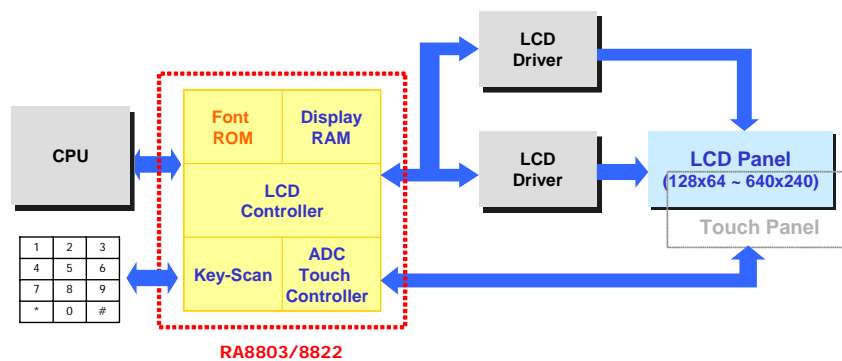 LCD
Driver
Font
ROM
Display
RAM
CPU
LCD
Controller
LCD
Driver
LCD Panel
(128x64 ~ 640x240)
Touch Panel
1 2 3
4 5 6
7 8 9
* 0 #
Key-Scan
ADC
Touch
Controller
RA8803/8822